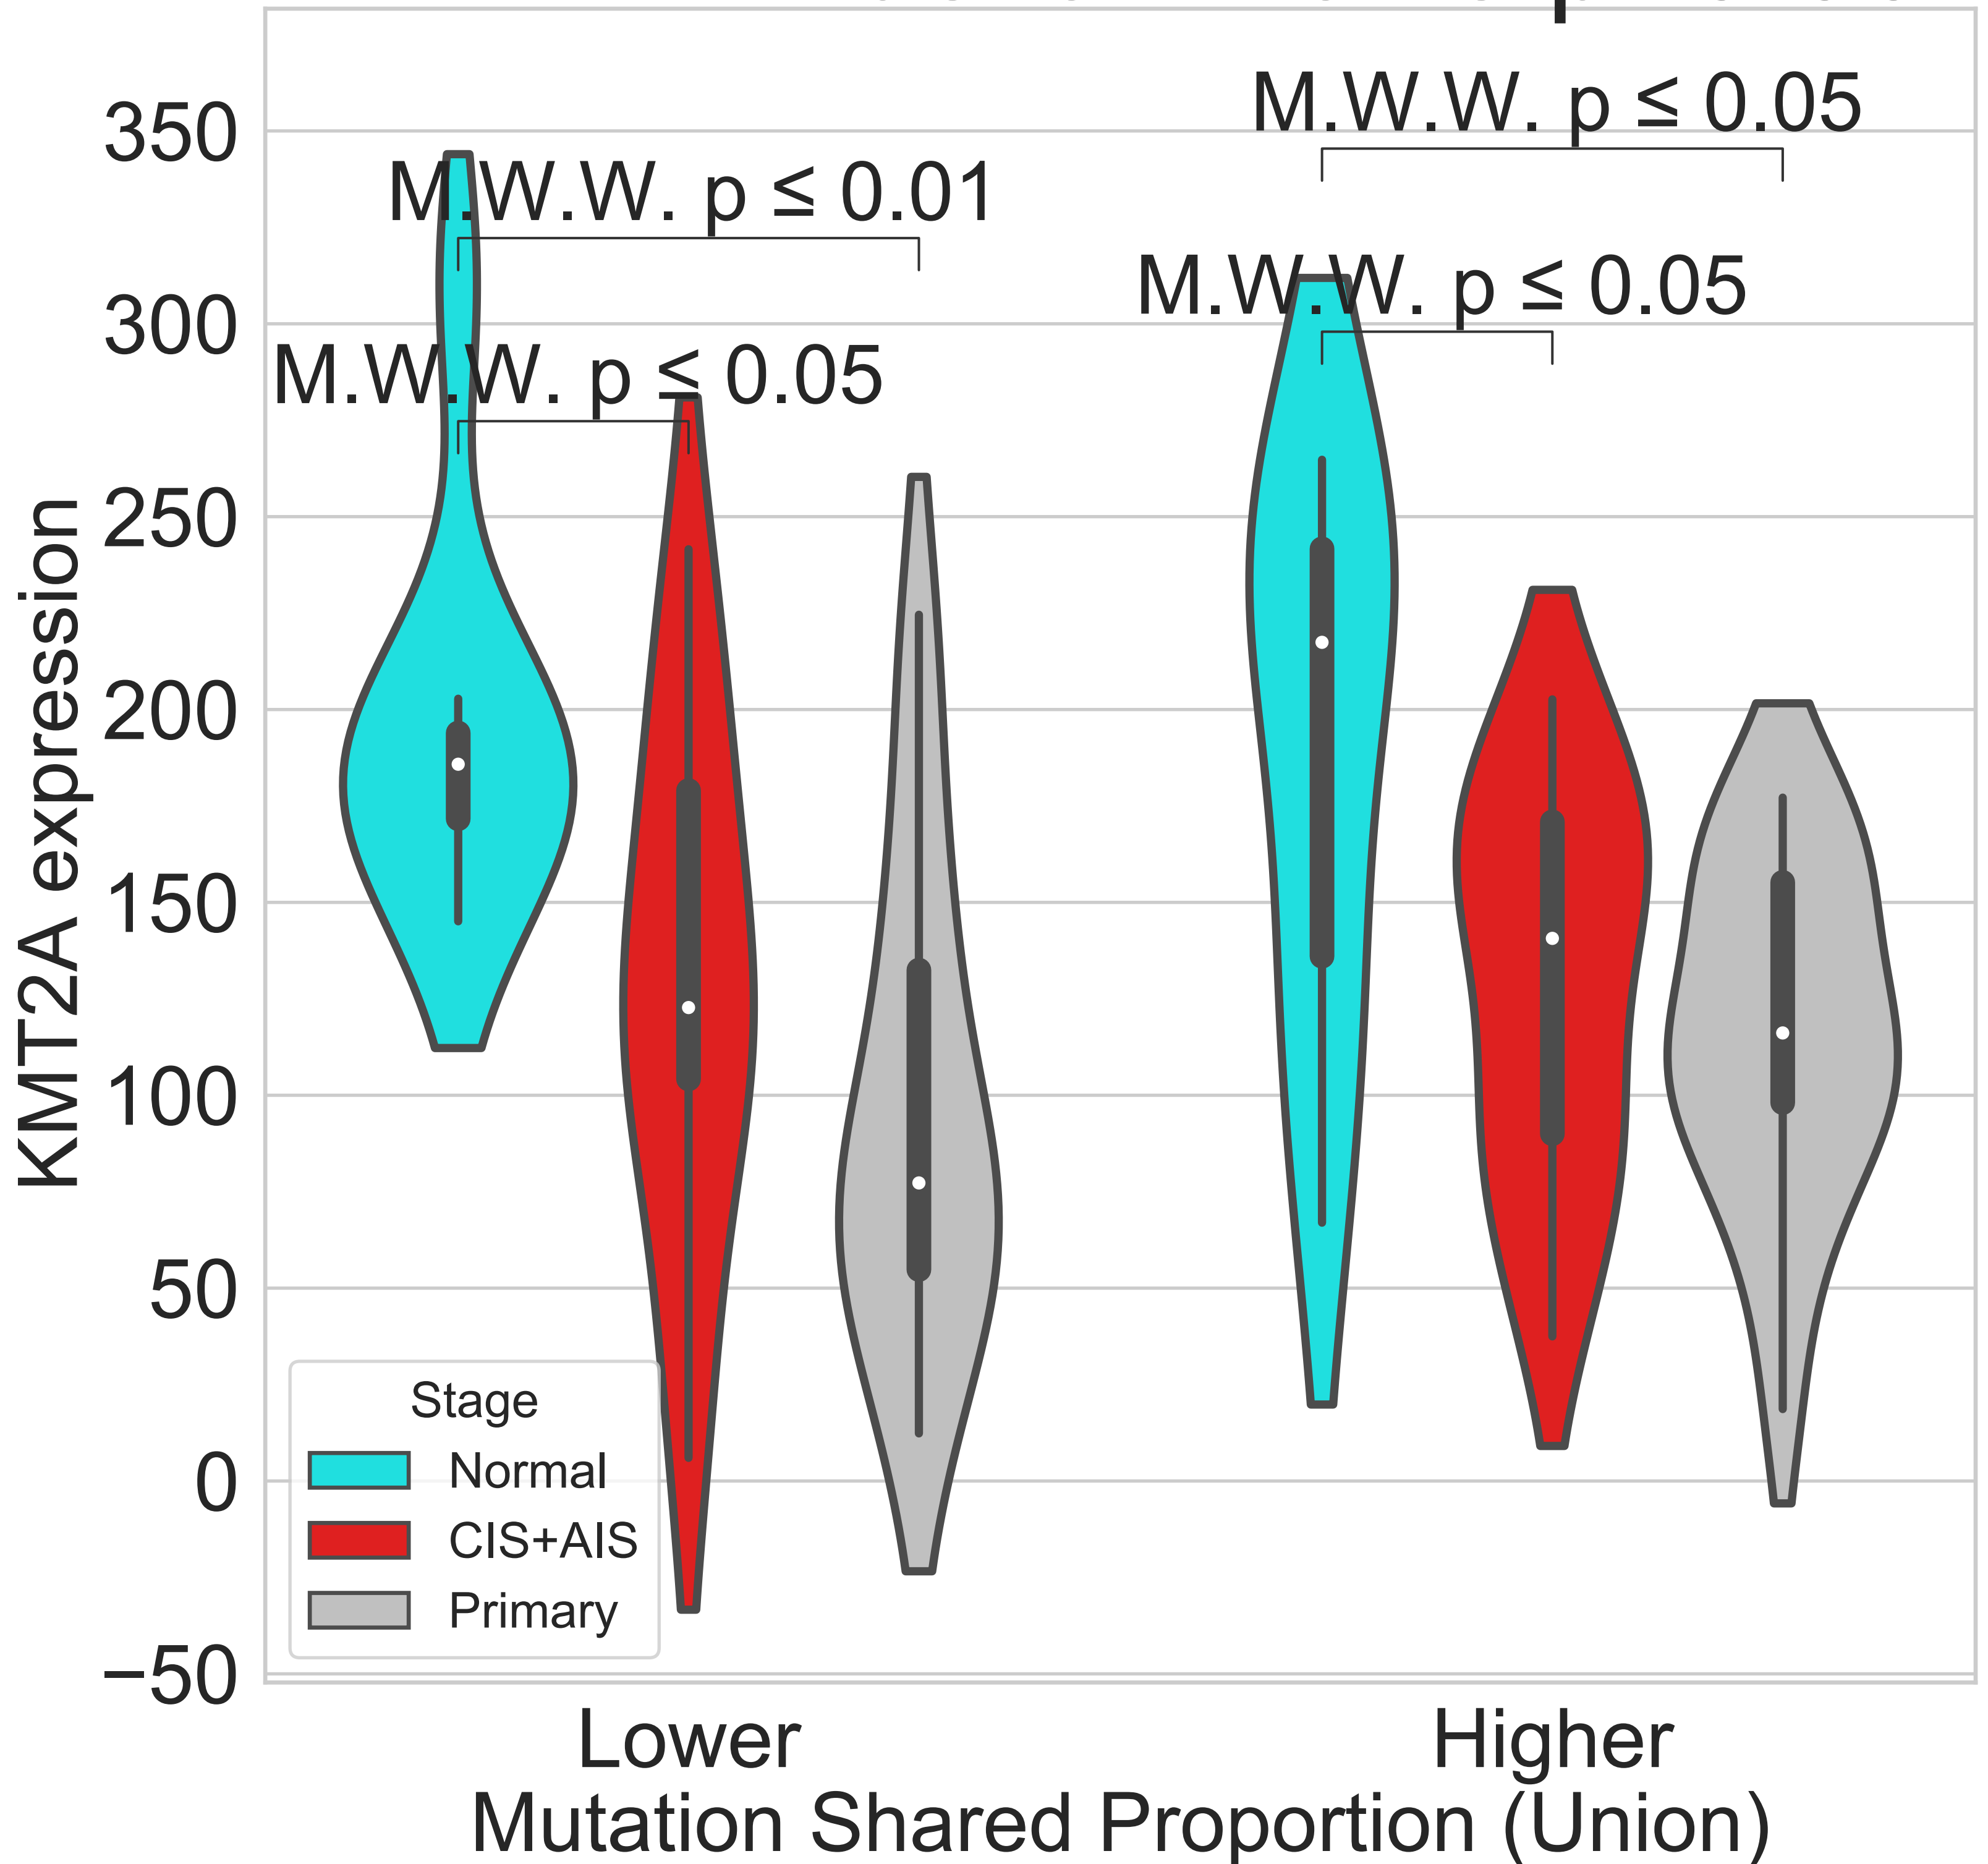 M.W.W. p ≤ 0.05
M.W.W. p ≤ 0.01
M.W.W. p ≤ 0.05
M.W.W. p ≤ 0.05
350
300
250
200
150
100
50
0
−50
KMT2A expression
Stage
Normal
CIS+AIS
Primary
Lower
Higher
Mutation Shared Proportion (Union)